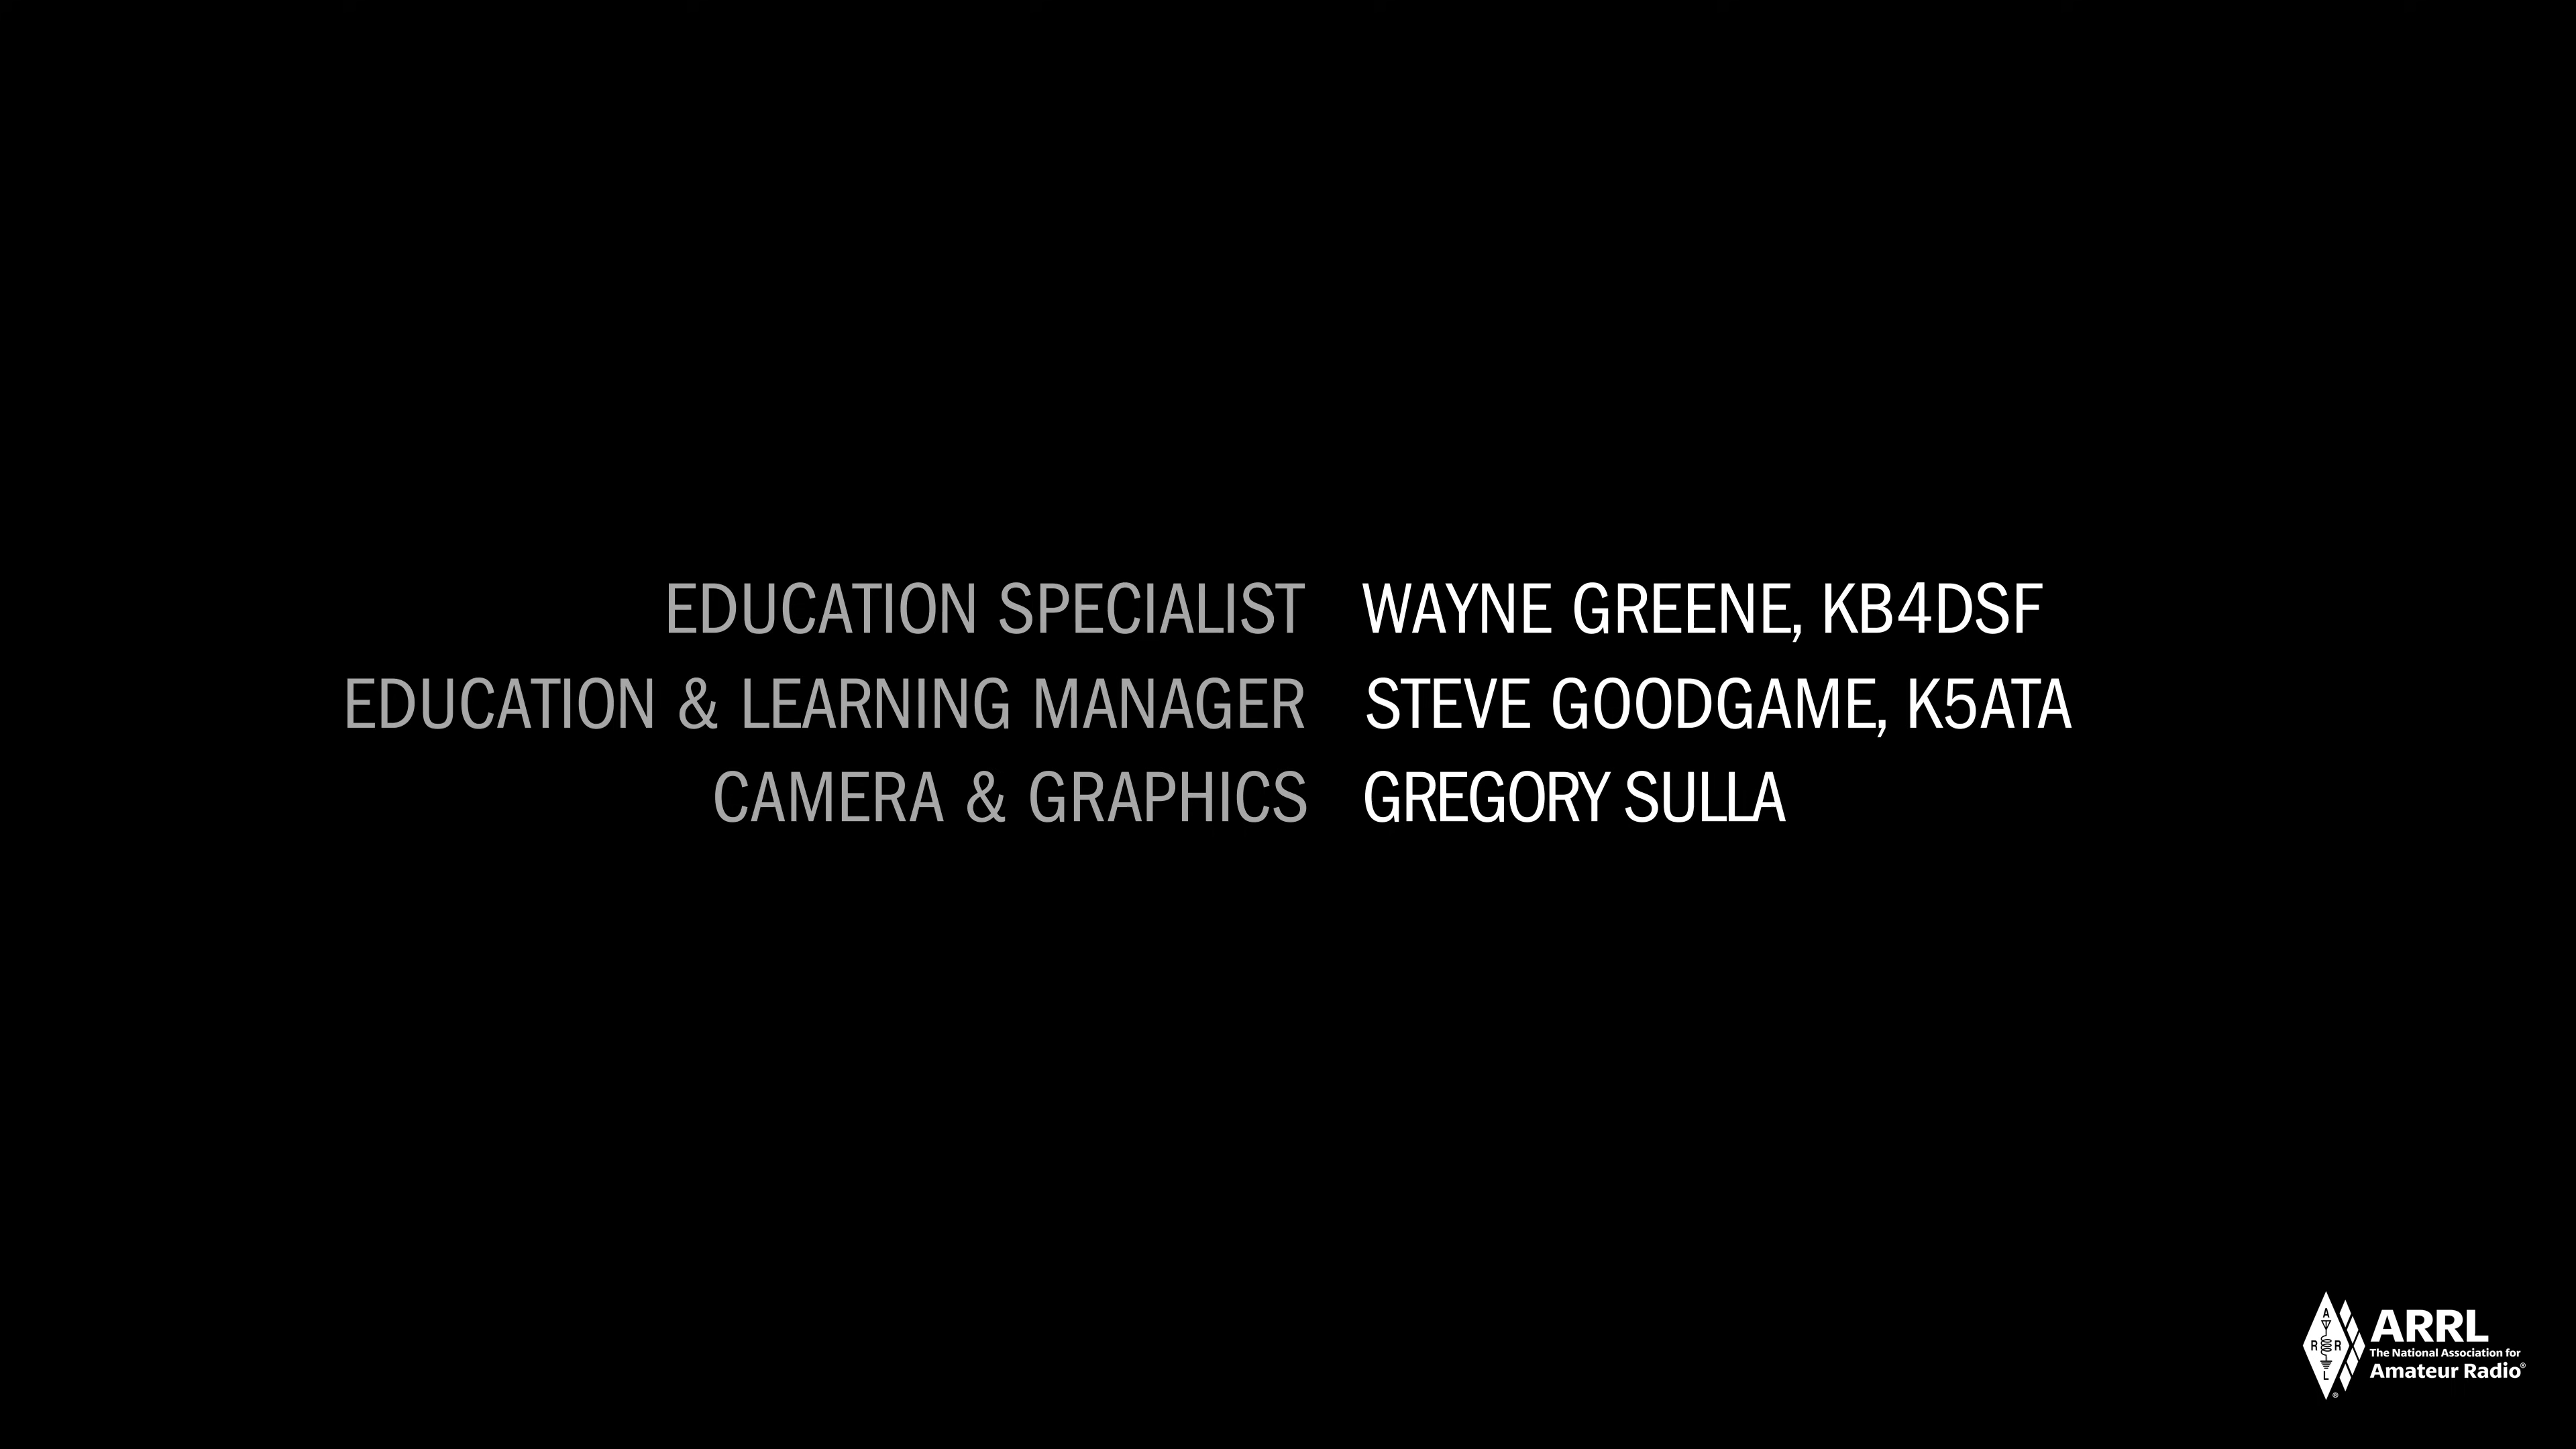 EDUCATION SPECIALIST WAYNE GREENE, KB4DSF
EDUCATION & LEARNING MANAGER STEVE GOODGAME, K5ATA
CAMERA & GRAPHICS GREGORY SULLA
A
R R
L
®
ARRL
The National Association for
Amateur Radio®